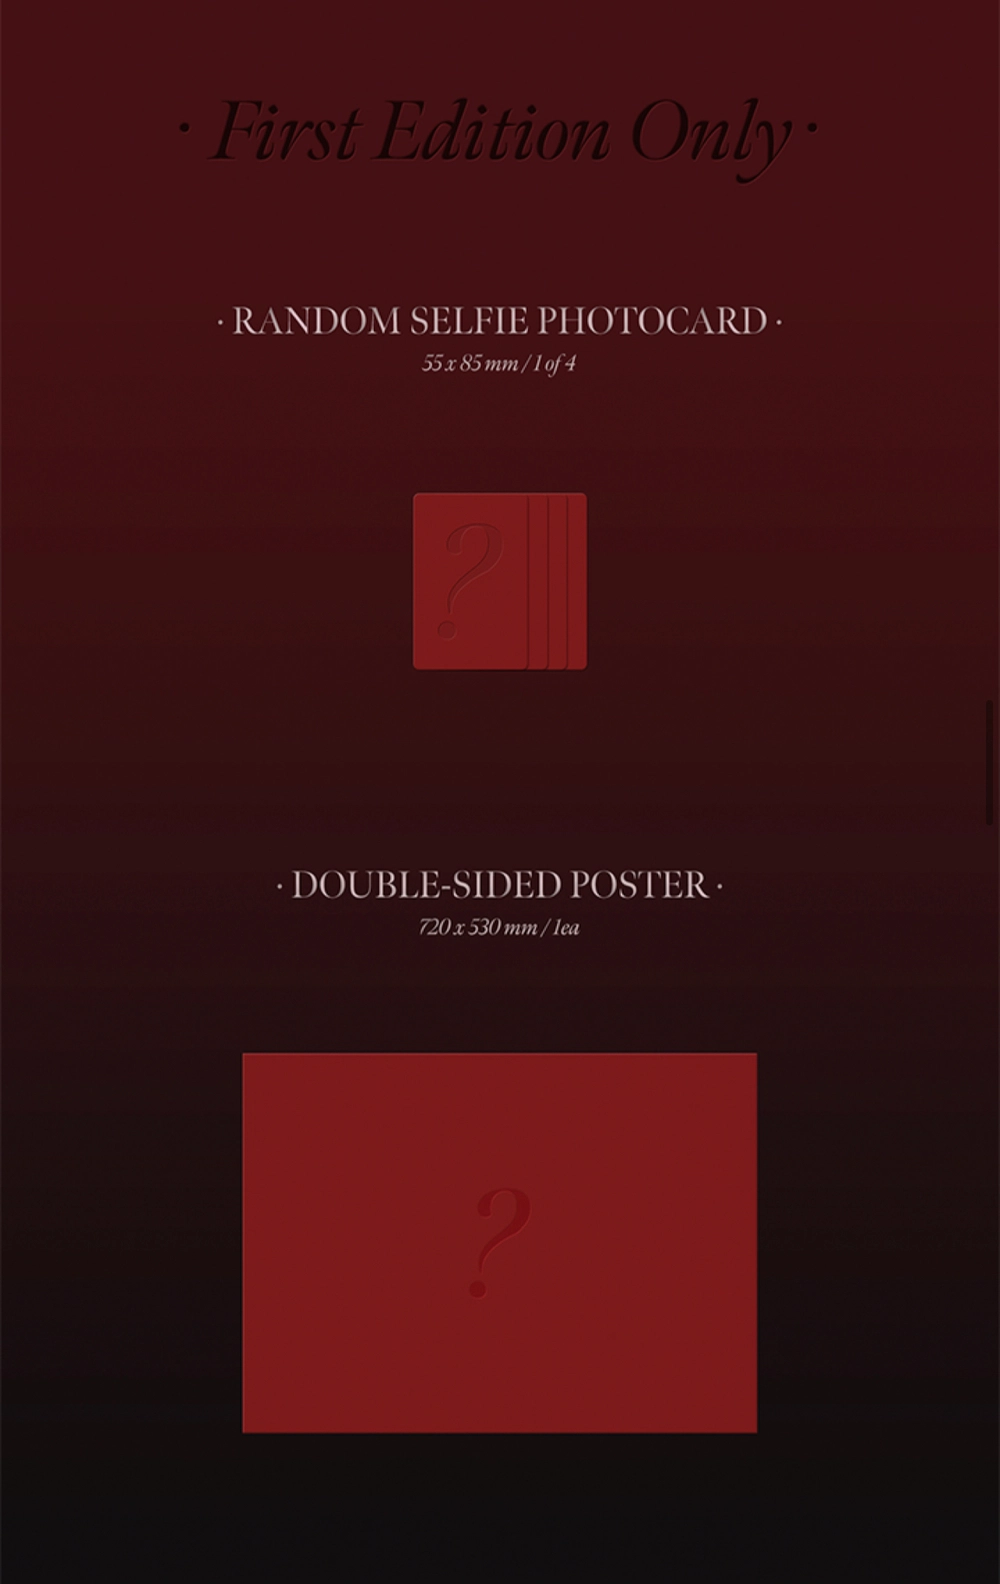 · First Edition Only ·
· RANDOM SELFIE PHOTOCARD ·
55 x 85 mm / 1 of 4
?
· DOUBLE-SIDED POSTER ·
720 x 530 mm / 1ea
?